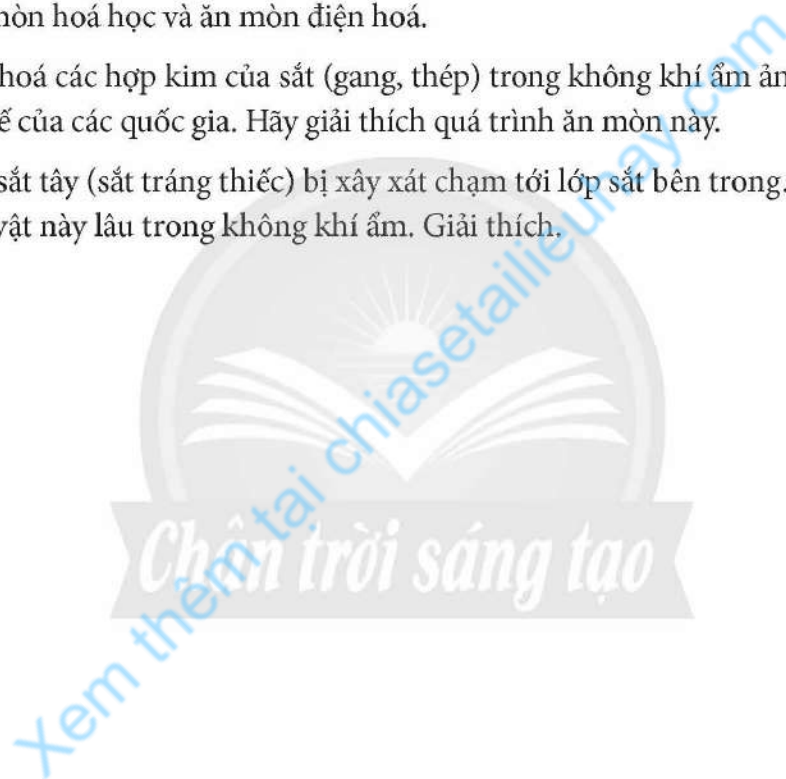 nòn hoá học và ăn mòn điện hoá.
hoá các hợp kim của sắt (gang, thép) trong không khí ẩm ản
ế của các quốc gia. Hãy giải thích quá trình ăn mòn này.
sắt tây (sắt tráng thiếc) bị xây xát chạm tới lớp sắt bên trong.
vật này lâu trong không khí ẩm. Giải thích.
Chân trời sáng tạo
Xem thêm tại chiasetailieunay.com